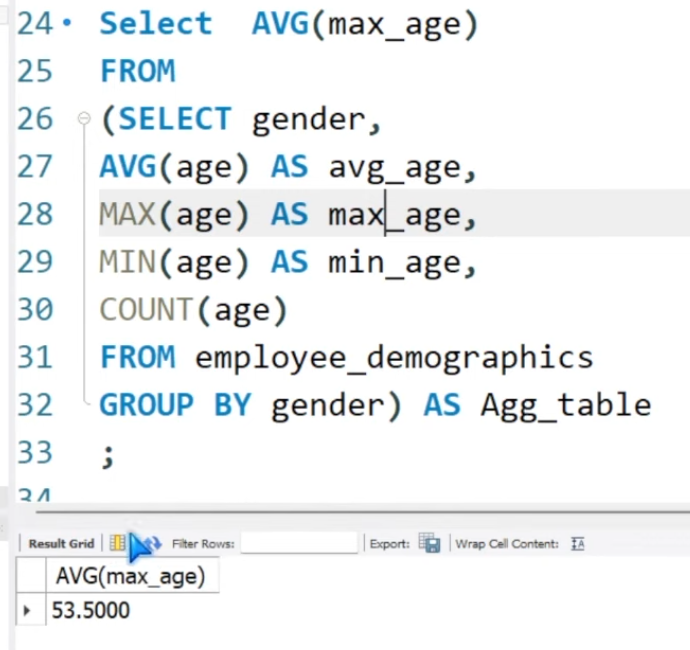 24 Select AVG(max_age)
25 FROM
26 (SELECT gender,
27 AVG(age) AS avg_age,
28 MAX(age) AS max_age,
29 MIN(age) AS min_age,
30 COUNT(age)
31 FROM employee_demographics
32 GROUP BY gender) AS Agg_table
33 ;
34
Result Grid Filter Rows: Export: Wrap Cell Content: IA
AVG(max_age)
53.5000